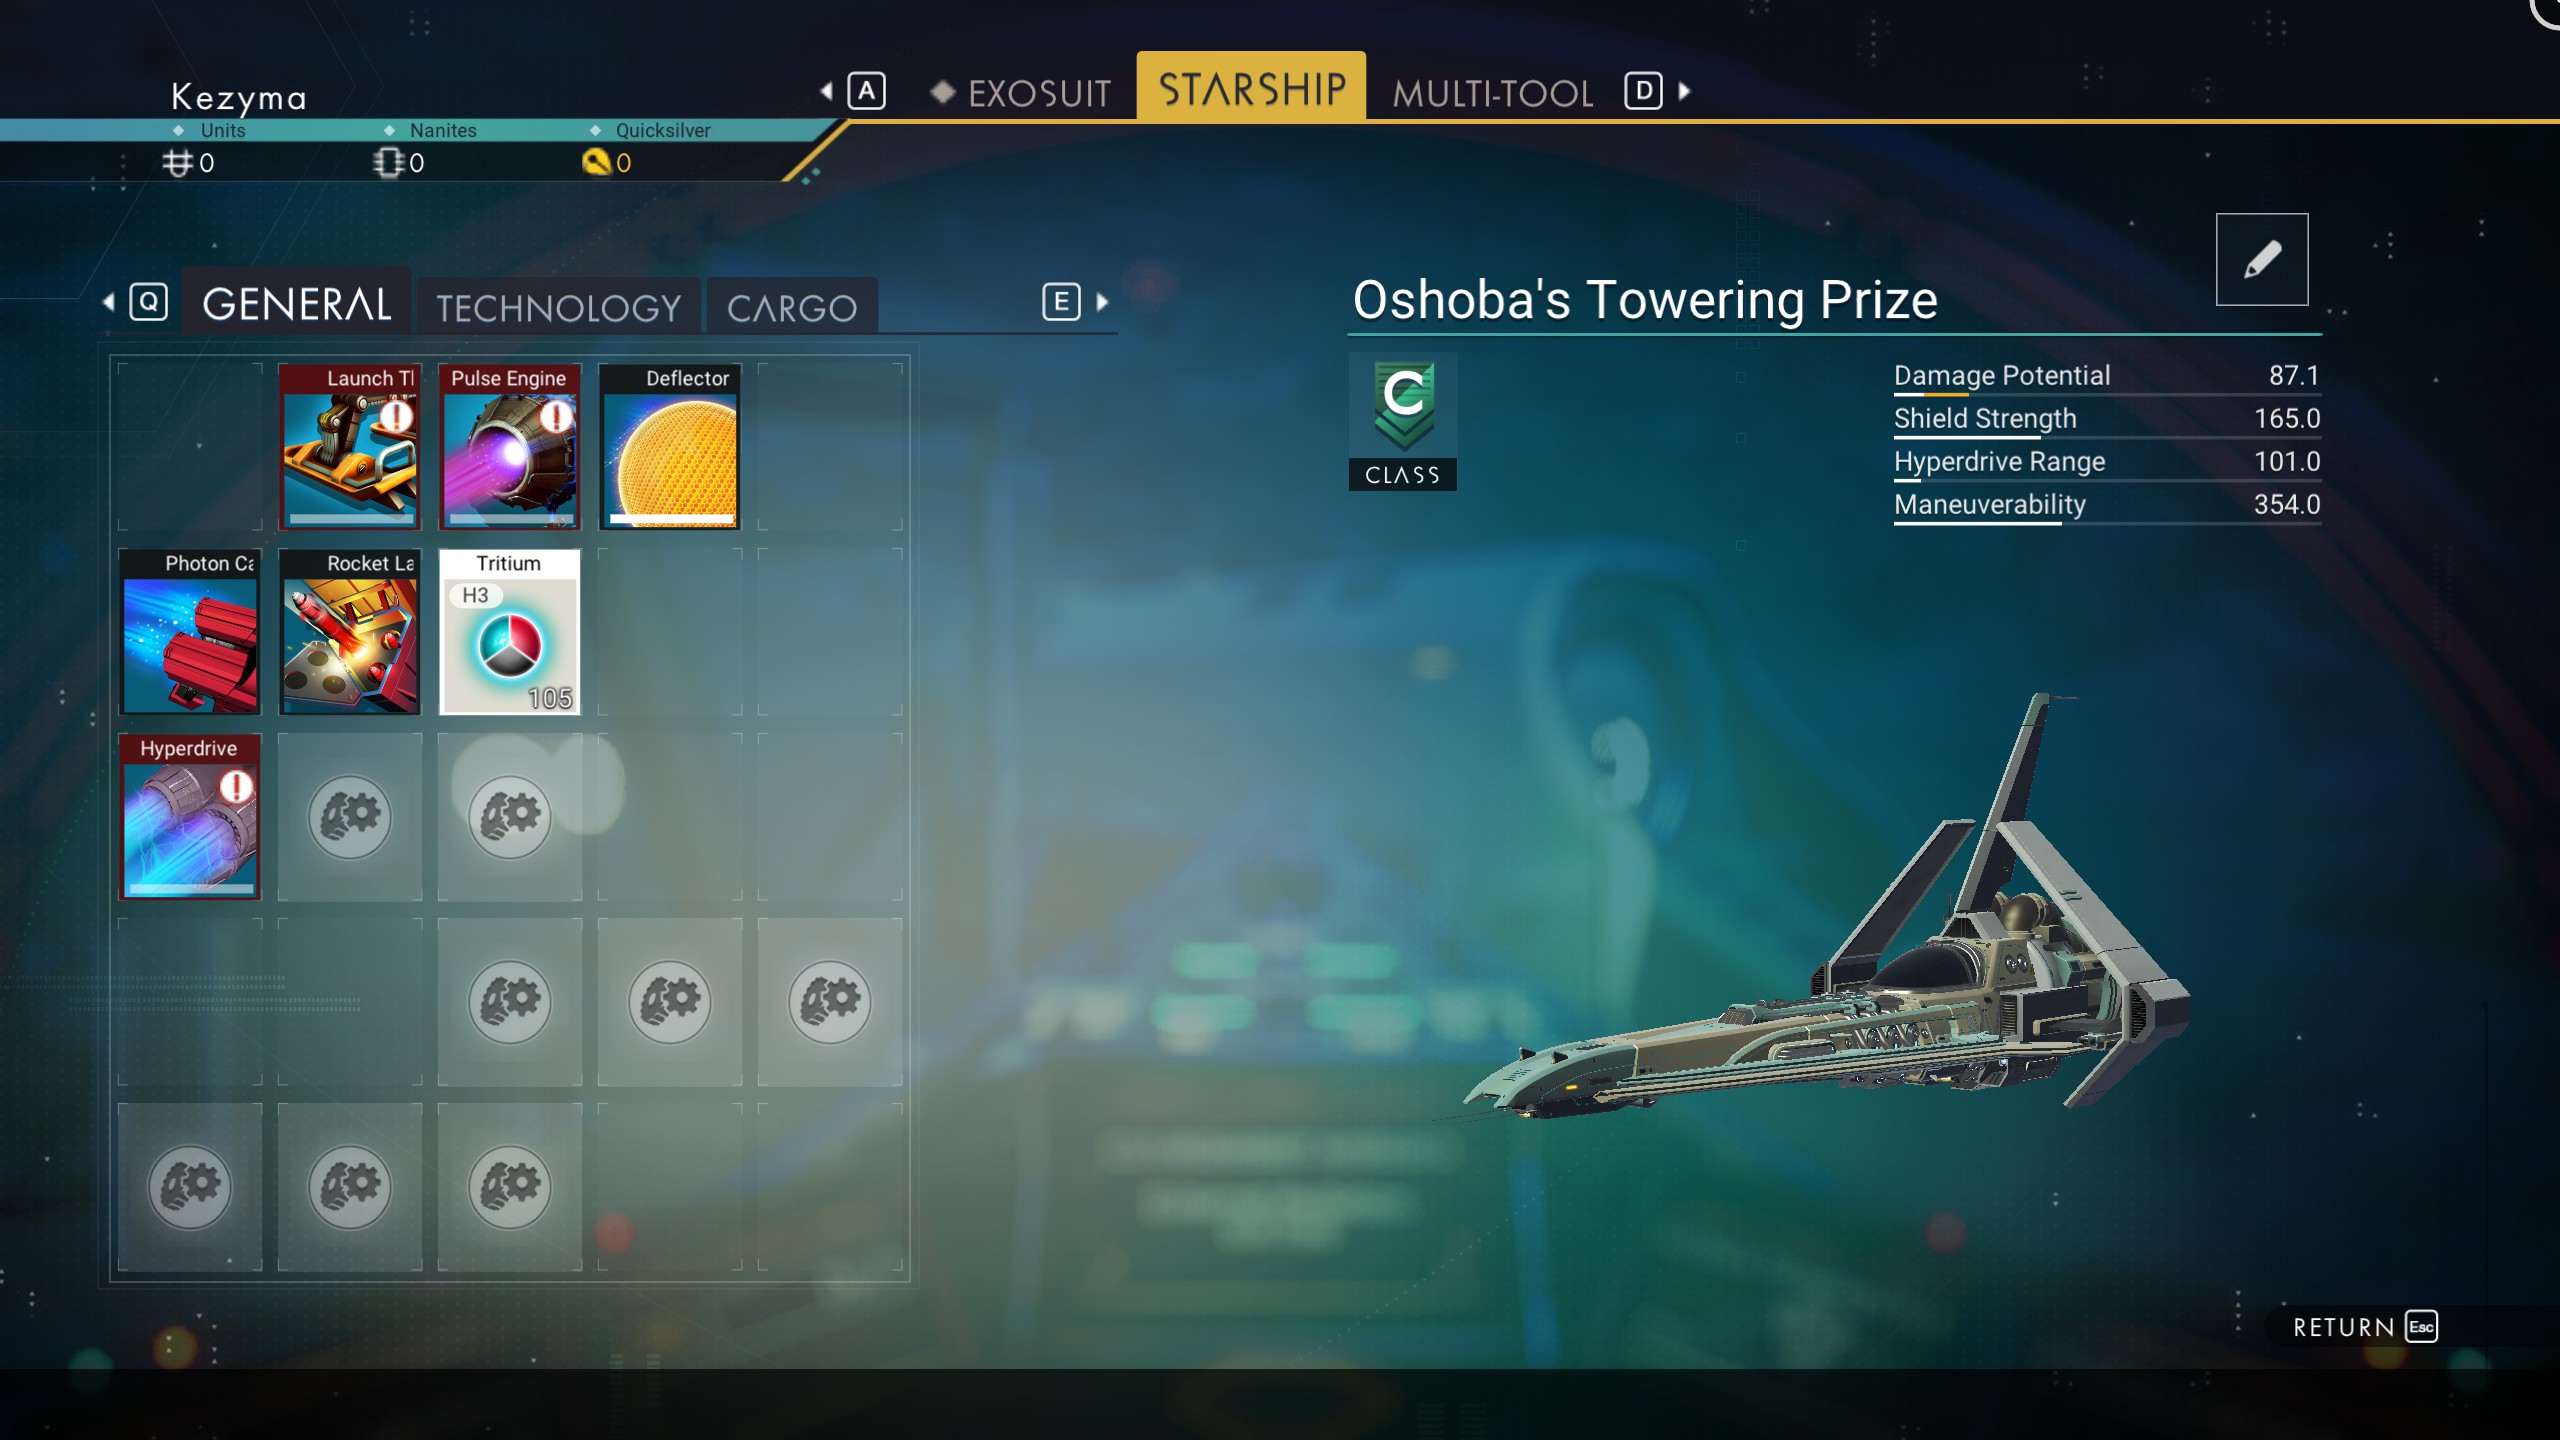 Kezyma
A EXOSUIT STARSHIP MULTI-TOOL D
Units Nanites Quicksilver
0 0 0
Q GENERAL TECHNOLOGY CARGO E
Oshoba's Towering Prize
C
CLASS
Damage Potential 87.1
Shield Strength 165.0
Hyperdrive Range 101.0
Maneuverability 354.0
Launch Tl Pulse Engine Deflector
Photon Ca Rocket La Tritium
H3
105
Hyperdrive
RETURN Esc